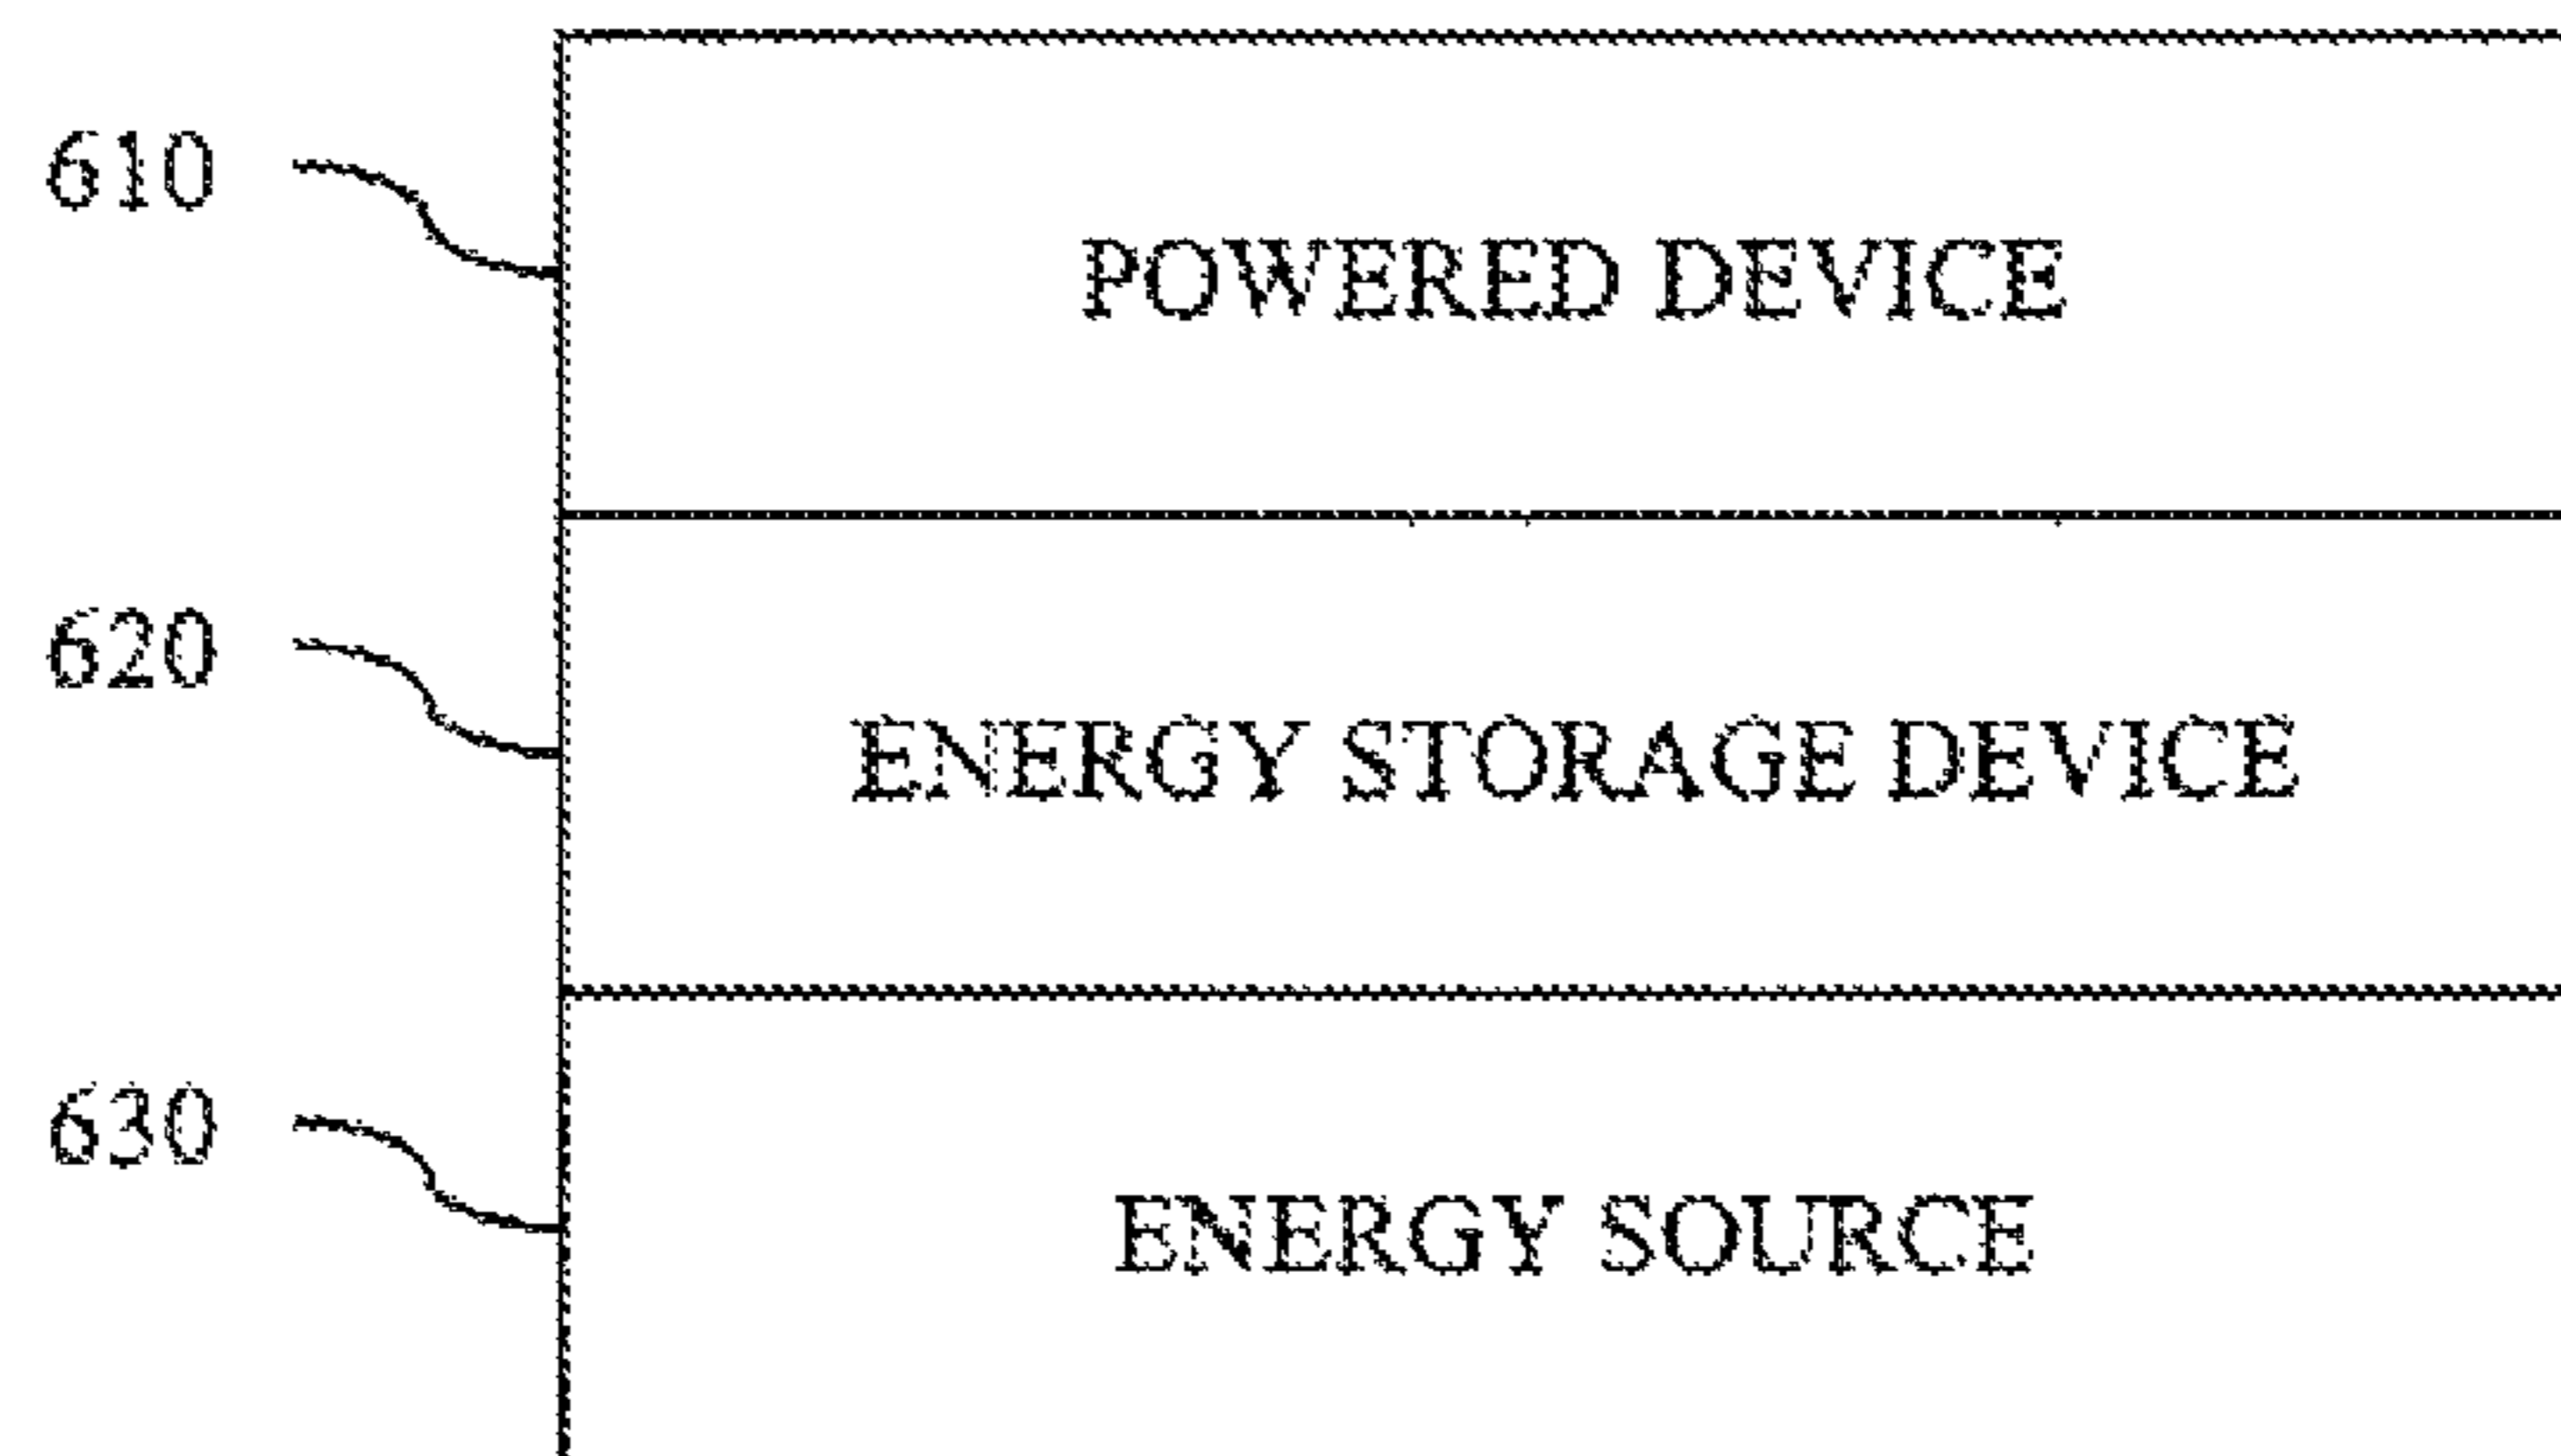 610
POWERED DEVICE
620
ENERGY STORAGE DEVICE
630
ENERGY SOURCE